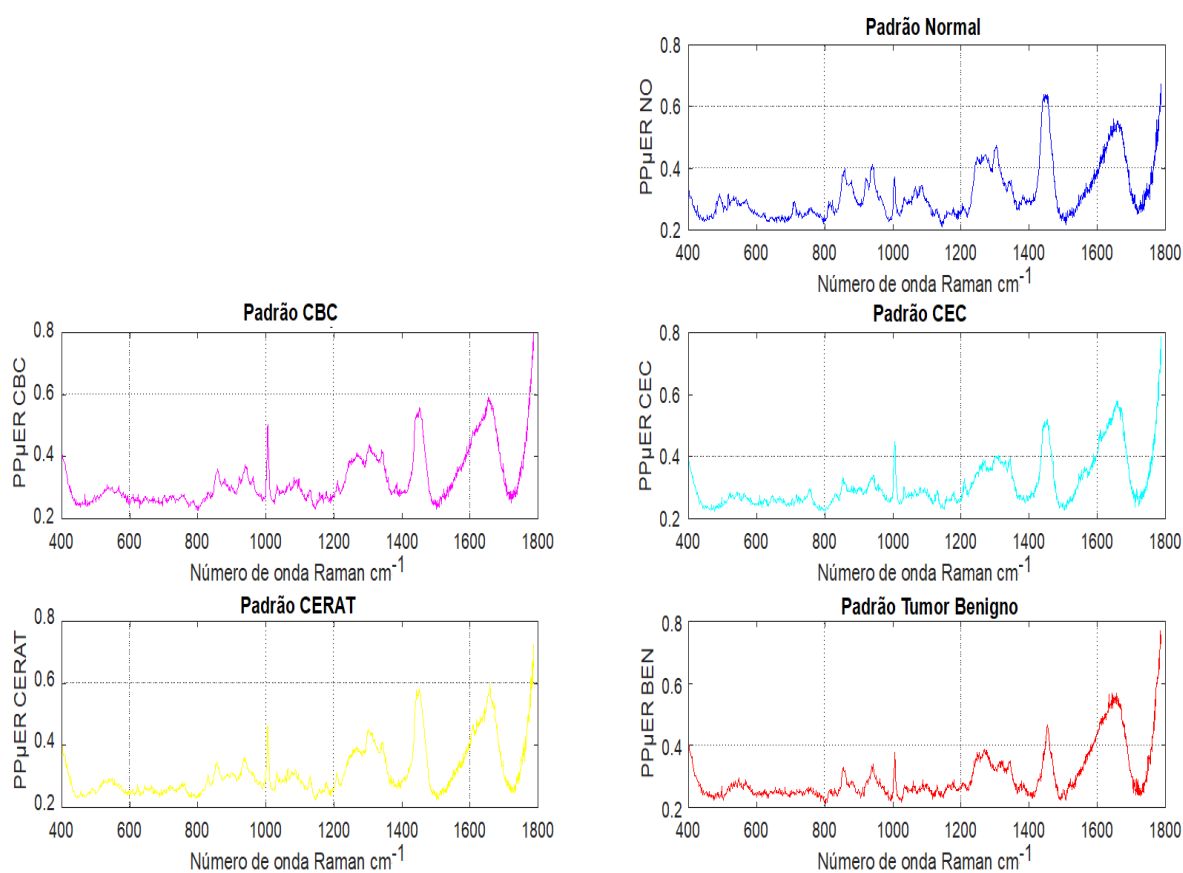 Padrão Normal
PPµER NO
0.8
0.6
0.4
0.2
400 600 800 1000 1200 1400 1600 1800
Número de onda Raman cm-1
Padrão CBC
PPµER CBC
0.8
0.6
0.4
0.2
400 600 800 1000 1200 1400 1600 1800
Número de onda Raman cm-1
Padrão CEC
PPµER CEC
0.8
0.6
0.4
0.2
400 600 800 1000 1200 1400 1600 1800
Número de onda Raman cm-1
Padrão CERAT
PPµER CERAT
0.8
0.6
0.4
0.2
400 600 800 1000 1200 1400 1600 1800
Número de onda Raman cm-1
Padrão Tumor Benigno
PPµER BEN
0.8
0.6
0.4
0.2
400 600 800 1000 1200 1400 1600 1800
Número de onda Raman cm-1